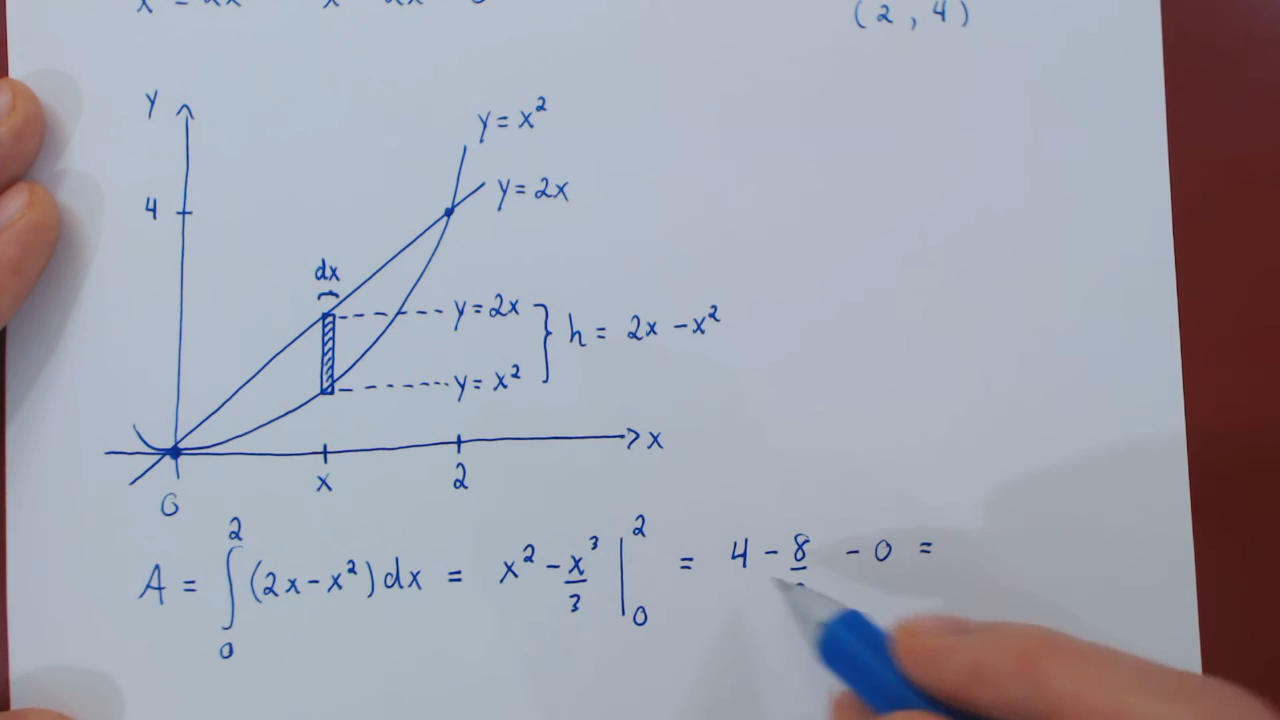 (2, 4)
y
y = x²
4
y = 2x
dx
y = 2x
h = 2x - x²
y = x²
x
x
2
0
A = ∫₀² (2x - x²) dx = x² - x³/3 |₀² = 4 - 8 - 0 =